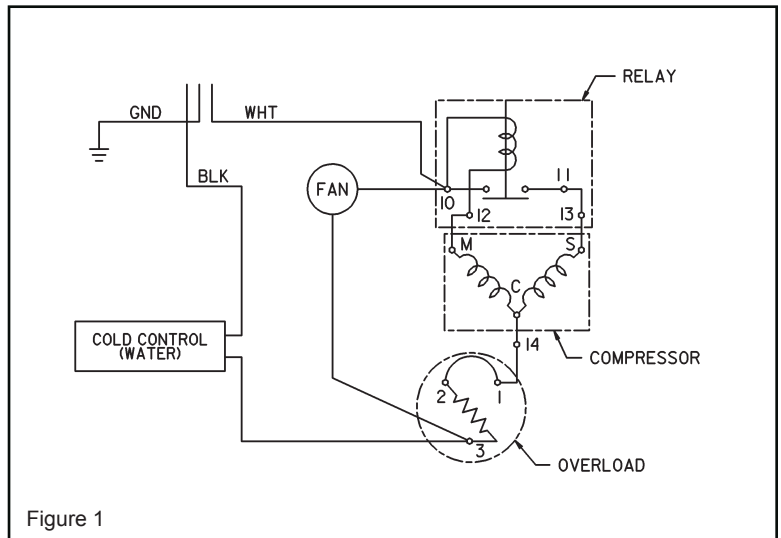 RELAY
GND
WHT
BLK
FAN
10
11
12
13
M
S
C
COLD CONTROL
(WATER)
14
COMPRESSOR
2
1
3
OVERLOAD
Figure 1